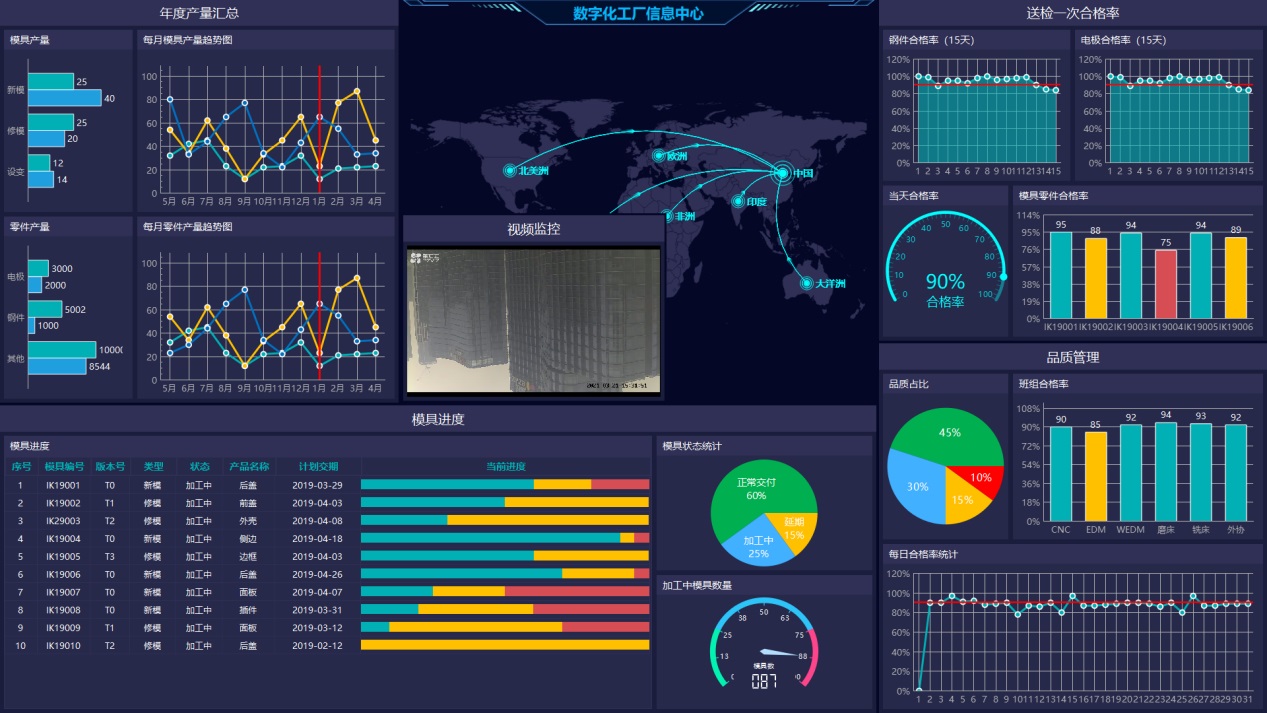 年度产量汇总
模具产量
新模
25
40
修模
25
20
设变
12
14
每月模具产量趋势图
100
80
60
40
20
0
5月 6月 7月 8月 9月 10月 11月 12月 1月 2月 3月 4月
零件产量
电极
3000
2000
钢件
5002
1000
其他
10000
8544
每月零件产量趋势图
100
80
60
40
20
0
5月 6月 7月 8月 9月 10月 11月 12月 1月 2月 3月 4月
数字化工厂信息中心
北美洲
欧洲
中国
印度
非洲
大洋洲
视频监控
送检一次合格率
钢件合格率（15天）
120%
100%
80%
60%
40%
20%
0%
1 2 3 4 5 6 7 8 9 10 11 12 13 14 15
电极合格率（15天）
120%
100%
80%
60%
40%
20%
0%
1 2 3 4 5 6 7 8 9 10 11 12 13 14 15
当天合格率
0 10 20 30 40 50 60 70 80 90 100
90%
合格率
模具零件合格率
114%
95%
76%
57%
38%
19%
0%
95 88 94 75 94 89
IK19001 IK19002 IK19003 IK19004 IK19005 IK19006
品质管理
品质占比
45%
10%
15%
30%
班组合格率
108%
90%
72%
54%
36%
18%
0%
90 85 92 94 93 92
CNC EDM WEDM 磨床 铣床 外协
每日合格率统计
120%
100%
80%
60%
40%
20%
0%
1 2 3 4 5 6 7 8 9 10 11 12 13 14 15 16 17 18 19 20 21 22 23 24 25 26 27 28 29 30 31
模具进度
模具进度
序号 模具编号 版本号 类型 状态 产品名称 计划交期 当前进度
1 IK19001 T0 新模 加工中 后盖 2019-03-29
2 IK19002 T1 修模 加工中 前盖 2019-04-03
3 IK29003 T2 修模 加工中 外壳 2019-04-08
4 IK19004 T0 新模 加工中 侧边 2019-04-18
5 IK19005 T3 修模 加工中 边框 2019-04-03
6 IK19006 T0 新模 加工中 后盖 2019-04-26
7 IK19007 T0 新模 加工中 面板 2019-04-07
8 IK19008 T0 新模 加工中 插件 2019-03-31
9 IK19009 T1 修模 加工中 面板 2019-03-12
10 IK19010 T2 修模 加工中 后盖 2019-02-12
模具状态统计
正常交付
60%
延期
15%
加工中
25%
加工中模具数量
13 25 38 50 63 75 88
模具数
087